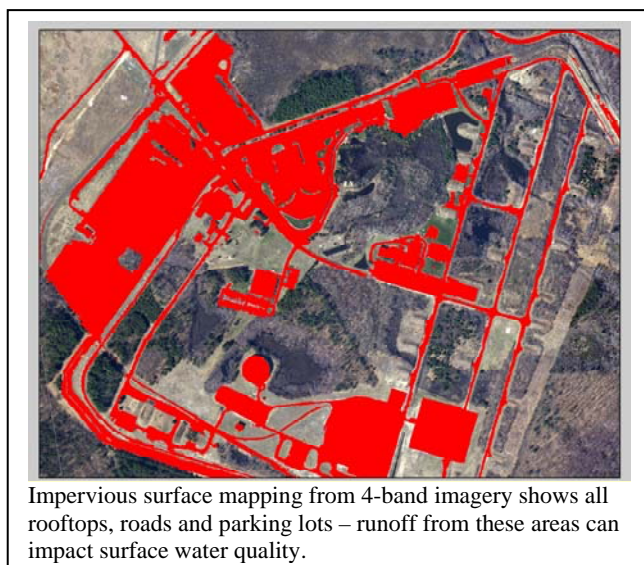 Impervious surface mapping from 4-band imagery shows all
rooftops, roads and parking lots – runoff from these areas can
impact surface water quality.